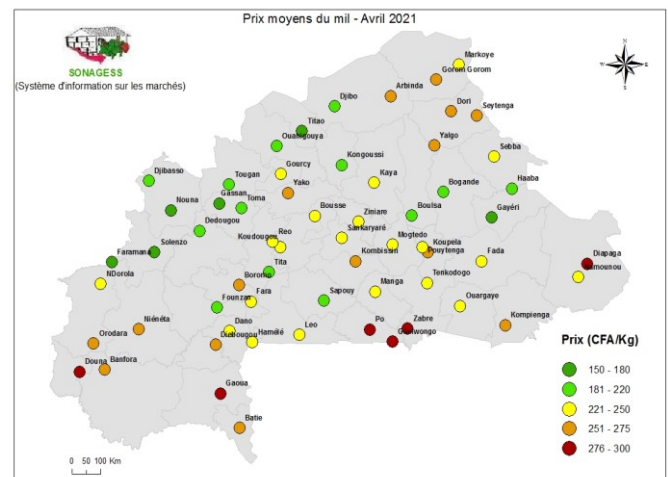 Prix moyens du mil - Avril 2021
SONAGESS
(Système d'information sur les marchés)
Markoye
Gorom Gorom
Arbinda
Djibo
Dori
Seytenga
Titao
Ouahigouya
Yalgo
Kongoussi
Sebba
Djibasso
Tougan
Gourcy
Kaya
Haaba
Yako
Bogande
Nouna
Gassan
Toma
Bousse
Ziniare
Boulsa
Gayéri
Dedougou
Sankaryaré
Koudougou
Reo
Mogtedo
Koupela
Pouytenga
Solenzo
Faramana
Kombissiri
Fada
Diapaga
Namounou
Tita
NDorola
Boromo
Tenkodogo
Manga
Founzan
Fara
Sapouy
Ouargaye
Niénéta
Dano
Leo
Po
Zabre
Kompienga
Orodara
Diebougou
Hamélé
Guelwongo
Douna
Banfora
Gaoua
Batie
Prix (CFA/Kg)
150 - 180
181 - 220
221 - 250
251 - 275
276 - 300
0 50 100 Km